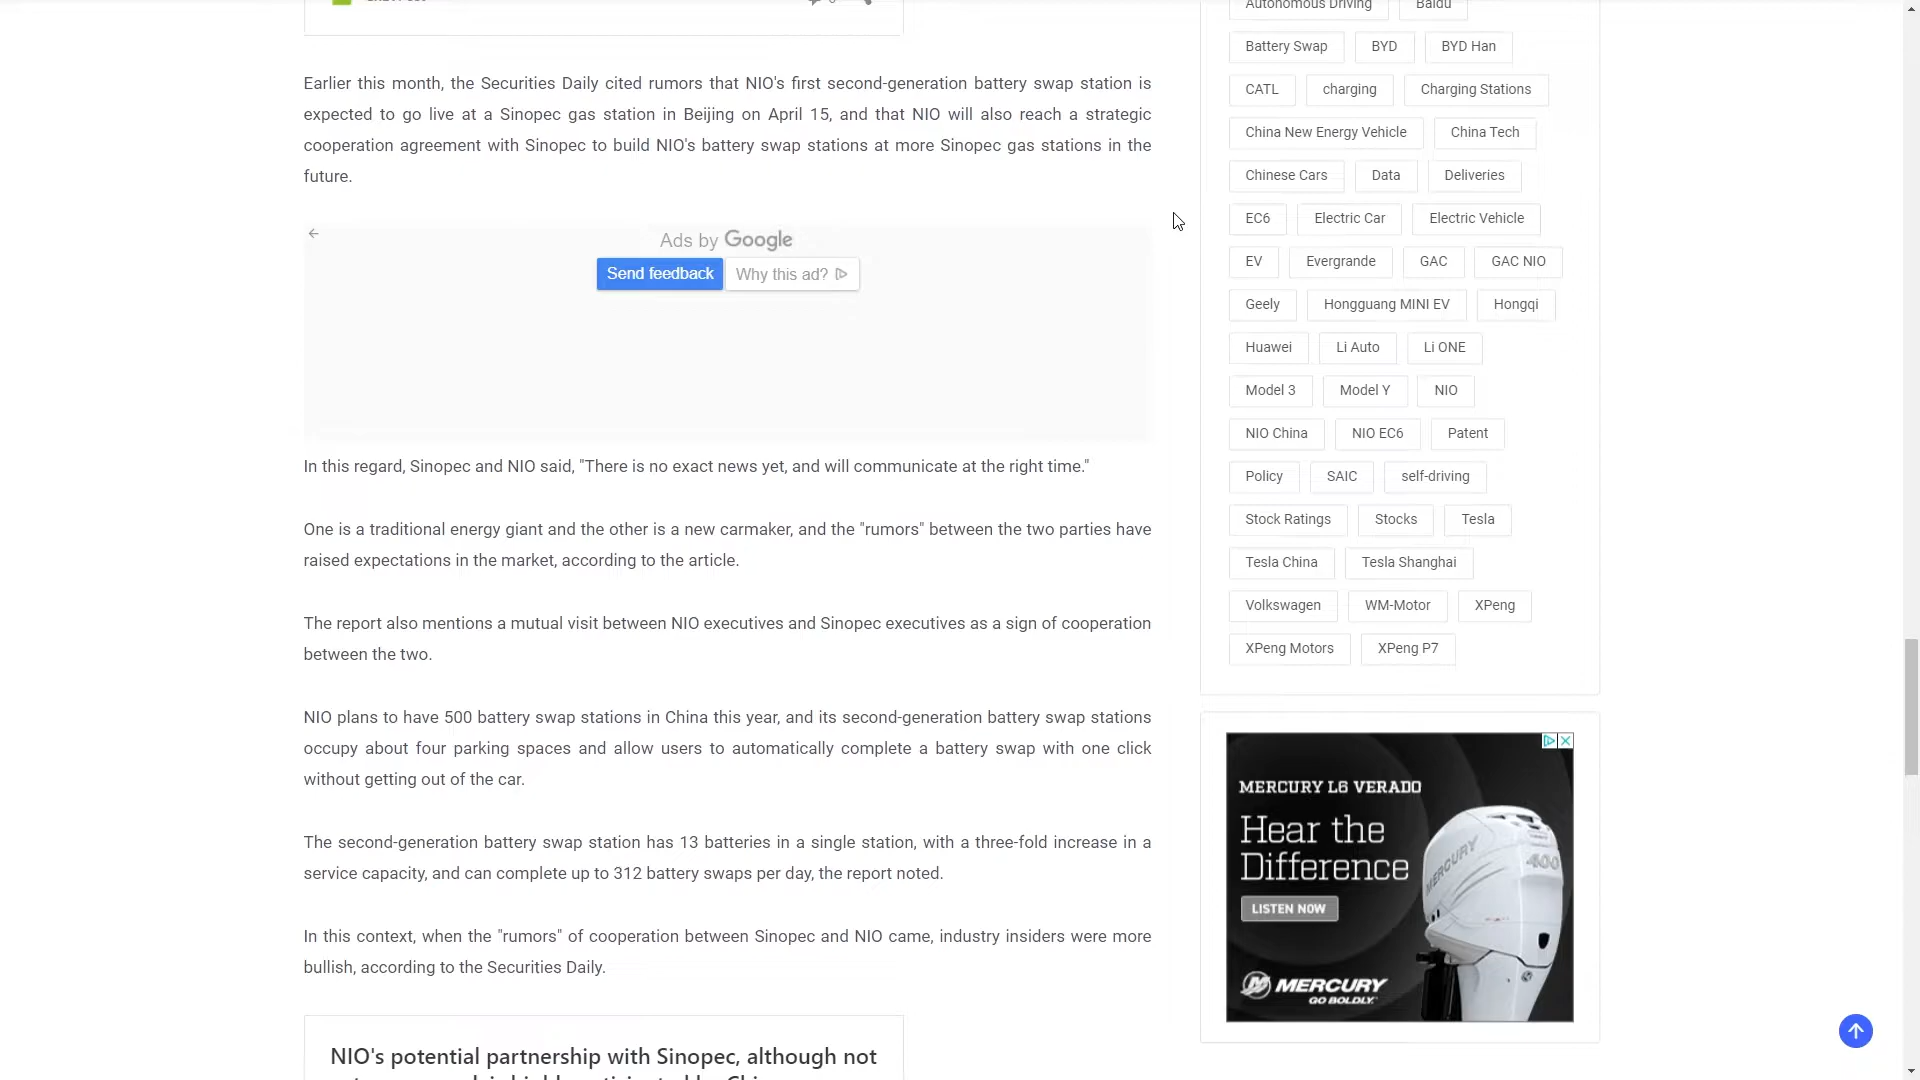 Earlier this month, the Securities Daily cited rumors that NIO's first second-generation battery swap station is
expected to go live at a Sinopec gas station in Beijing on April 15, and that NIO will also reach a strategic
cooperation agreement with Sinopec to build NIO's battery swap stations at more Sinopec gas stations in the
future.
Ads by Google
Send feedback
Why this ad?
In this regard, Sinopec and NIO said, "There is no exact news yet, and will communicate at the right time."
One is a traditional energy giant and the other is a new carmaker, and the "rumors" between the two parties have
raised expectations in the market, according to the article.
The report also mentions a mutual visit between NIO executives and Sinopec executives as a sign of cooperation
between the two.
NIO plans to have 500 battery swap stations in China this year, and its second-generation battery swap stations
occupy about four parking spaces and allow users to automatically complete a battery swap with one click
without getting out of the car.
The second-generation battery swap station has 13 batteries in a single station, with a three-fold increase in a
service capacity, and can complete up to 312 battery swaps per day, the report noted.
In this context, when the "rumors" of cooperation between Sinopec and NIO came, industry insiders were more
bullish, according to the Securities Daily.
NIO's potential partnership with Sinopec, although not
Autonomous Driving Baidu
Battery Swap BYD BYD Han
CATL charging Charging Stations
China New Energy Vehicle China Tech
Chinese Cars Data Deliveries
EC6 Electric Car Electric Vehicle
EV Evergrande GAC GAC NIO
Geely Hongguang MINI EV Hongqi
Huawei Li Auto Li ONE
Model 3 Model Y NIO
NIO China NIO EC6 Patent
Policy SAIC self-driving
Stock Ratings Stocks Tesla
Tesla China Tesla Shanghai
Volkswagen WM-Motor XPeng
XPeng Motors XPeng P7
MERCURY L6 VERADO
Hear the
Difference
LISTEN NOW
MERCURY
400
MERCURY
GO BOLDLY.